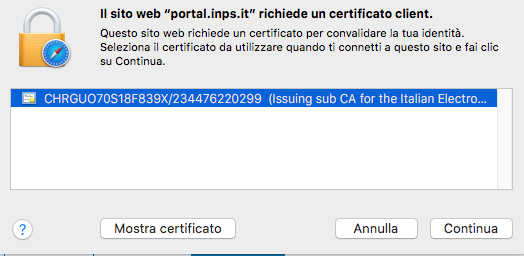 Il sito web “portal.inps.it” richiede un certificato client.
Questo sito web richiede un certificato per convalidare la tua identità.
Seleziona il certificato da utilizzare quando ti connetti a questo sito e fai clic
su Continua.
CHRGUO70S18F839X/234476220299 (Issuing sub CA for the Italian Electro...
?
Mostra certificato
Annulla
Continua